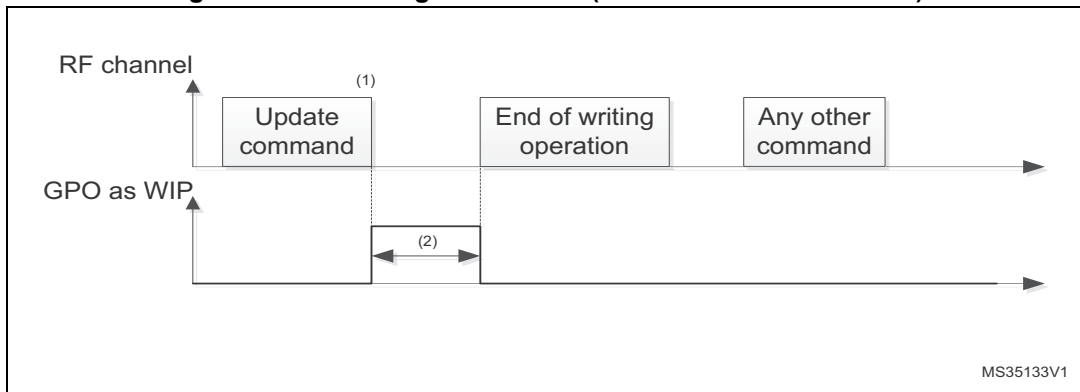 RF channel
(1)
Update
command
End of writing
operation
Any other
command
GPO as WIP
(2)
MS35133V1